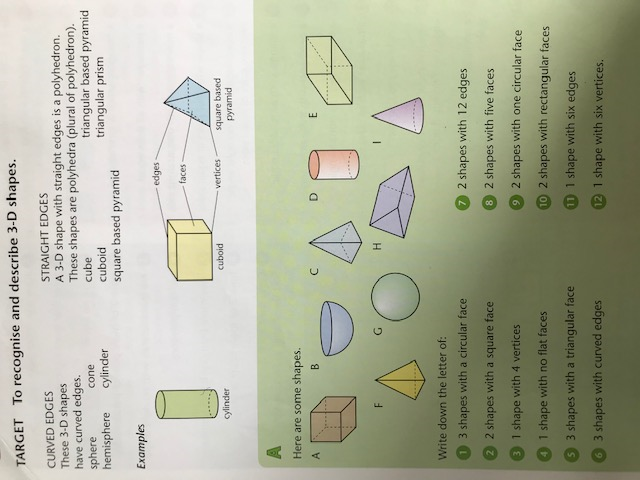 TARGET To recognise and describe 3-D shapes.
CURVED EDGES
These 3-D shapes
have curved edges.
sphere cone
hemisphere cylinder
STRAIGHT EDGES
A 3-D shape with straight edges is a polyhedron.
These shapes are polyhedra (plural of polyhedron).
cube triangular based pyramid
cuboid triangular prism
square based pyramid
Examples
edges
faces
vertices
cylinder
cuboid
square based
pyramid
A
Here are some shapes.
A B C D E
F G H I
Write down the letter of:
1 3 shapes with a circular face
2 2 shapes with a square face
3 1 shape with 4 vertices
4 1 shape with no flat faces
5 3 shapes with a triangular face
6 3 shapes with curved edges
7 2 shapes with 12 edges
8 2 shapes with five faces
9 2 shapes with one circular face
10 2 shapes with rectangular faces
11 1 shape with six edges
12 1 shape with six vertices.